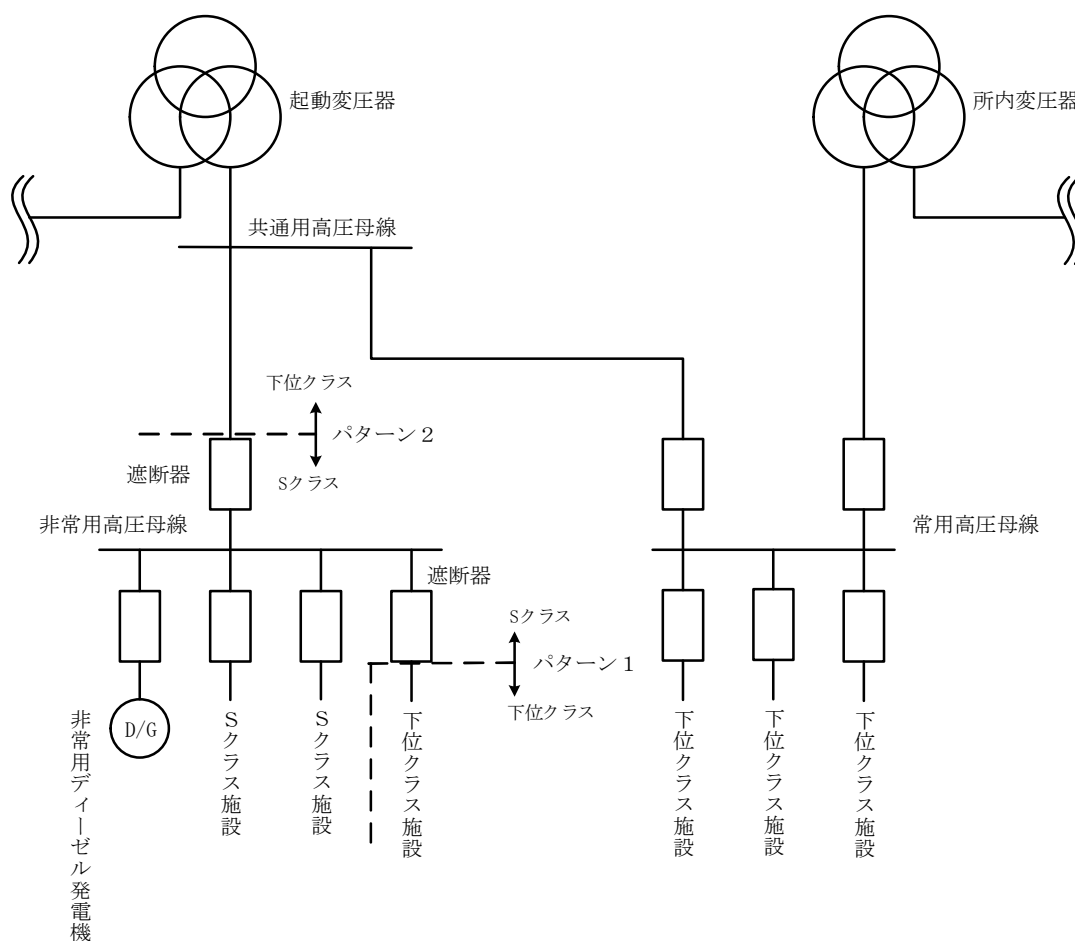 起動変圧器
所内変圧器
共通用高圧母線
下位クラス
パターン２
Sクラス
遮断器
非常用高圧母線
常用高圧母線
遮断器
Sクラス
パターン１
下位クラス
D/G
非常用ディーゼル発電機
Ｓクラス施設
Ｓクラス施設
下位クラス施設
下位クラス施設
下位クラス施設
下位クラス施設